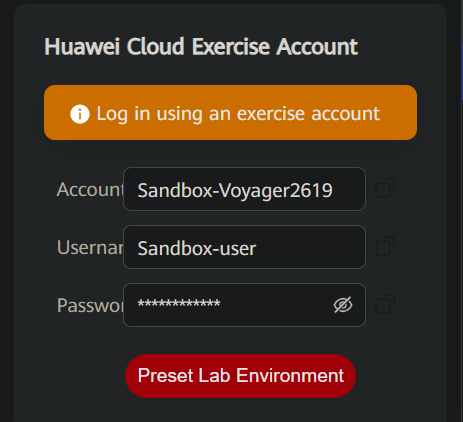 Huawei Cloud Exercise Account
Log in using an exercise account
Account Sandbox-Voyager2619
Usernar Sandbox-user
Passwor ************
Preset Lab Environment